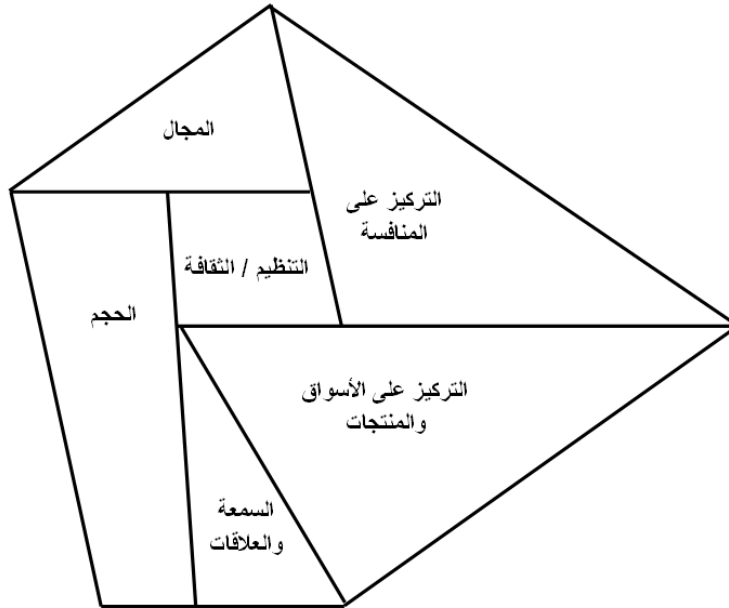 المجال
التركيز على
المنافسة
التنظيم / الثقافة
الحجم
التركيز على الأسواق
والمنتجات
السمعة
والعلاقات